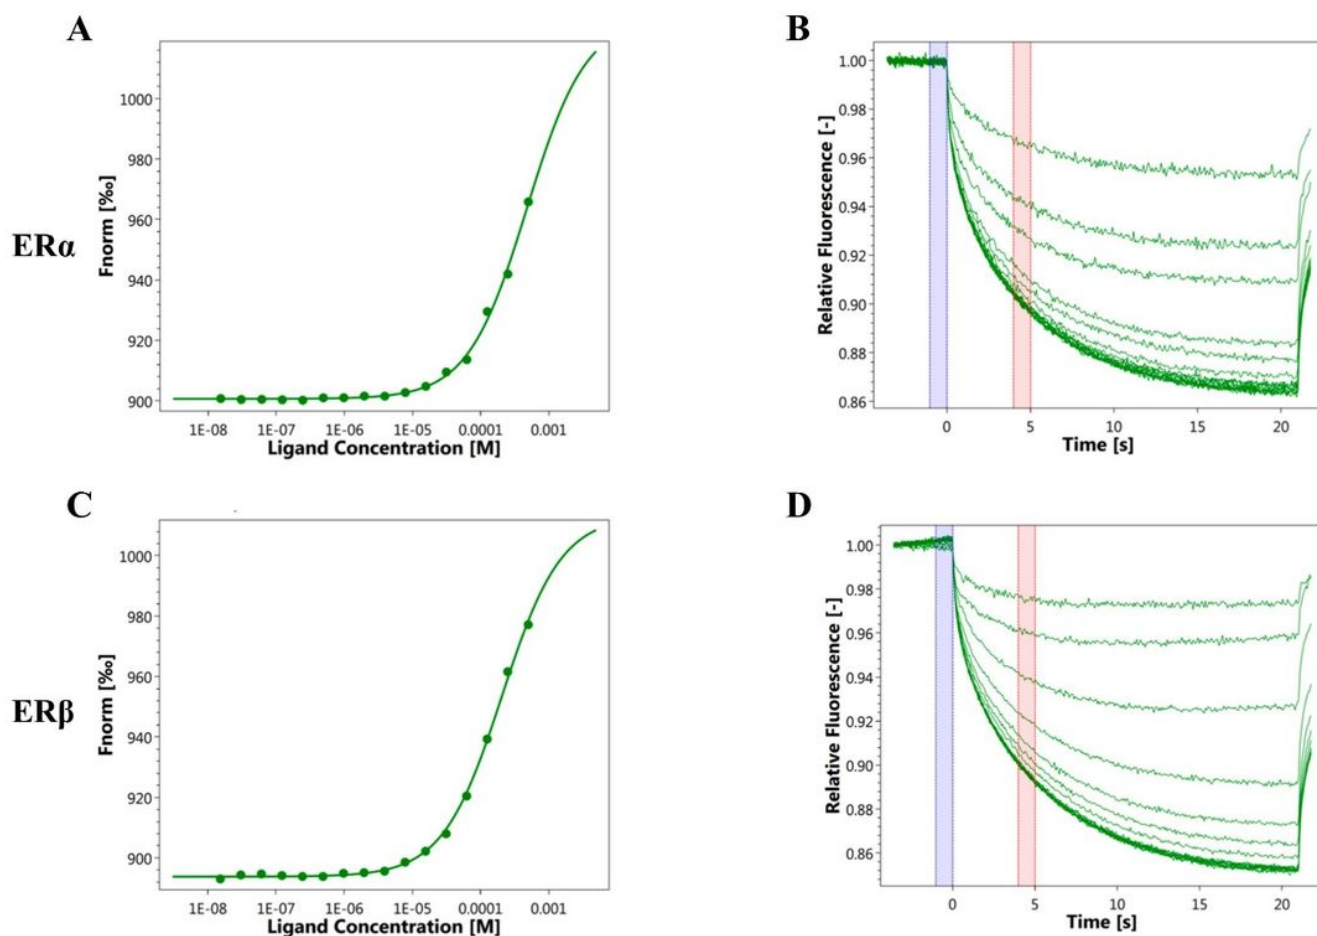 A
B
1000
980
960
940
920
900
Fnorm [‰]
1E-08 1E-07 1E-06 1E-05 0.0001 0.001
Ligand Concentration [M]
ERα
1.00
0.98
0.96
0.94
0.92
0.90
0.88
0.86
Relative Fluorescence [-]
0 5 10 15 20
Time [s]
C
D
1000
980
960
940
920
900
Fnorm [‰]
1E-08 1E-07 1E-06 1E-05 0.0001 0.001
Ligand Concentration [M]
ERβ
1.00
0.98
0.96
0.94
0.92
0.90
0.88
0.86
Relative Fluorescence [-]
0 5 10 15 20
Time [s]